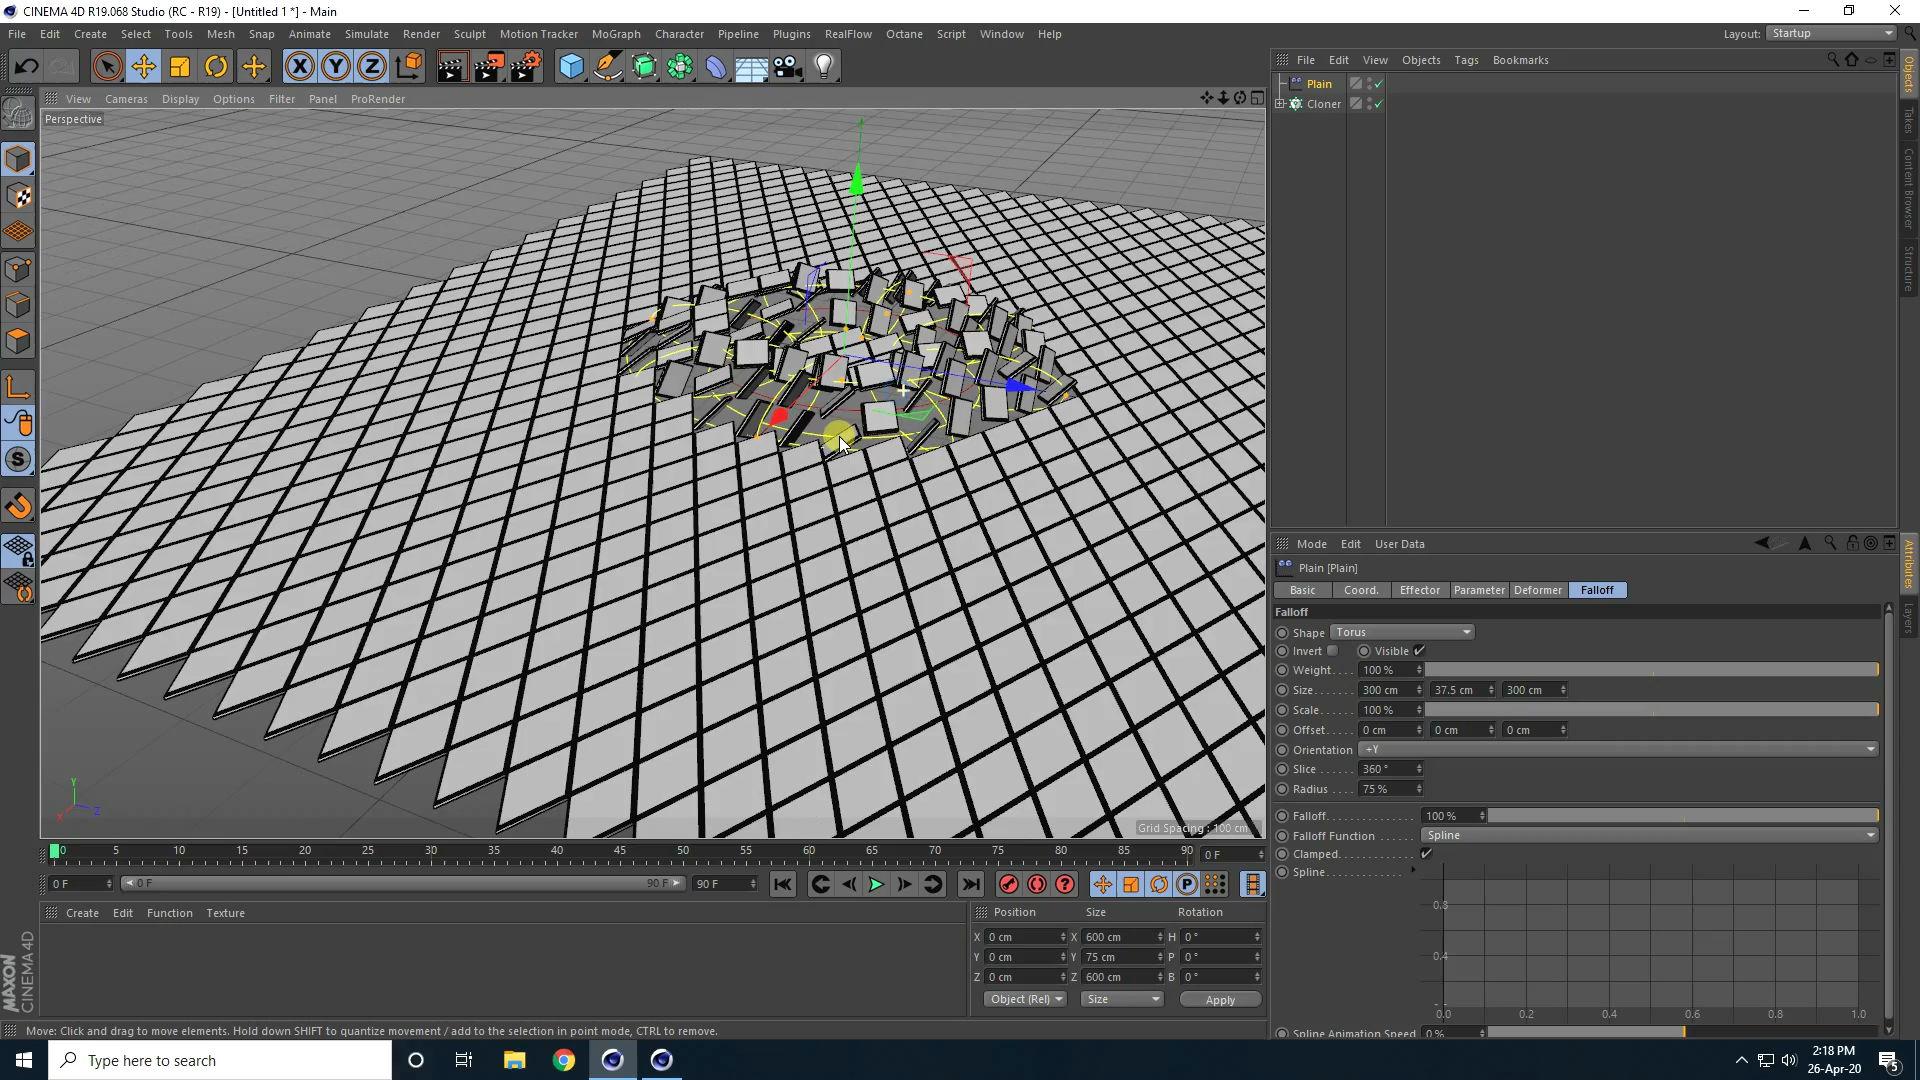 CINEMA 4D R19.068 Studio (RC - R19) - [Untitled 1 *] - Main
File Edit Create Select Tools Mesh Snap Animate Simulate Render Sculpt Motion Tracker MoGraph Character Pipeline Plugins RealFlow Octane Script Window Help
Layout: Startup
View Cameras Display Options Filter Panel ProRender
Perspective
File Edit View Objects Tags Bookmarks
Plain
Cloner
Objects
Takes
Content Browser
Structure
Mode Edit User Data
Plain [Plain]
Basic Coord. Effector Parameter Deformer Falloff
Falloff
Shape Torus
Invert Visible
Weight. . . . 100 %
Size. . . . . . . 300 cm 37.5 cm 300 cm
Scale. . . . . . 100 %
Offset. . . . . 0 cm 0 cm 0 cm
Orientation +Y
Slice . . . . . . 360 °
Radius . . . . 75 %
Falloff. . . . . . . . . . . . . . 100 %
Falloff Function . . . . . . Spline
Clamped. . . . . . . . . . . .
Spline. . . . . . . .
0.8
0.4
0.0 0.2 0.4 0.6 0.8 1.0
Spline Animation Speed 0 %
Attributes
Layers
Y
X
Z
Grid Spacing : 100 cm
0 5 10 15 20 25 30 35 40 45 50 55 60 65 70 75 80 85 90 0 F
0 F 0 F 90 F 90 F
Create Edit Function Texture
Position Size Rotation
X 0 cm X 600 cm H 0 °
Y 0 cm Y 75 cm P 0 °
Z 0 cm Z 600 cm B 0 °
Object (Rel) Size Apply
MAXON
CINEMA 4D
Move: Click and drag to move elements. Hold down SHIFT to quantize movement / add to the selection in point mode, CTRL to remove.
Type here to search
2:18 PM
26-Apr-20
5